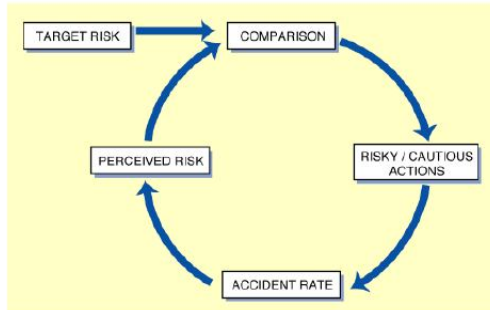 TARGET RISK
COMPARISON
PERCEIVED RISK
RISKY / CAUTIOUS
ACTIONS
ACCIDENT RATE